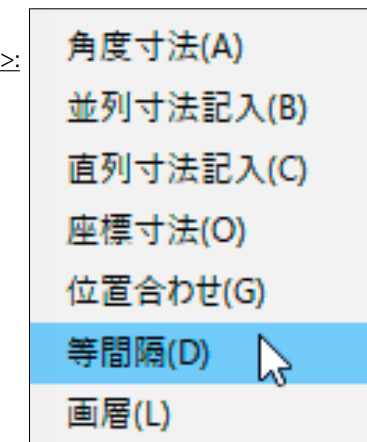 >:
角度寸法(A)
並列寸法記入(B)
直列寸法記入(C)
座標寸法(O)
位置合わせ(G)
等間隔(D)
画層(L)